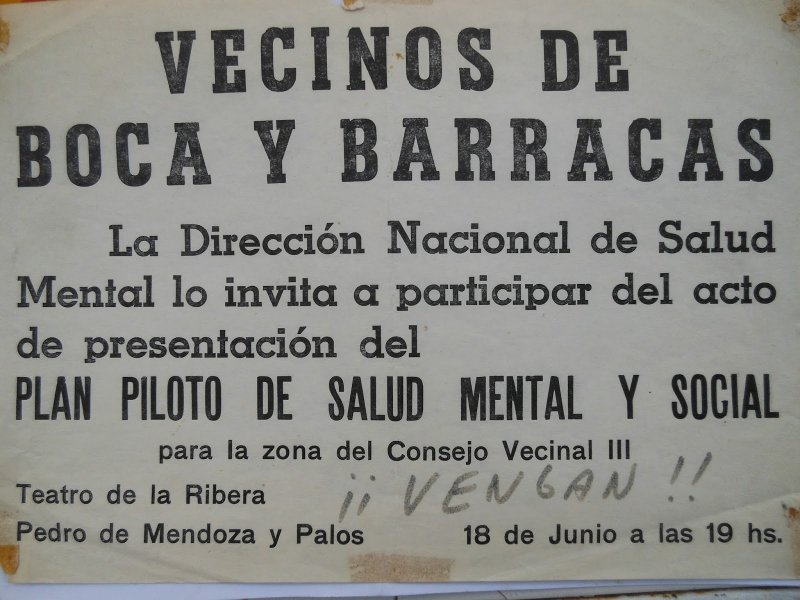 VECINOS DE
BOCA Y BARRACAS
La Dirección Nacional de Salud
Mental lo invita a participar del acto
de presentación del
PLAN PILOTO DE SALUD MENTAL Y SOCIAL
para la zona del Consejo Vecinal III
Teatro de la Ribera
¡¡ VENGAN !!
Pedro de Mendoza y Palos 18 de Junio a las 19 hs.